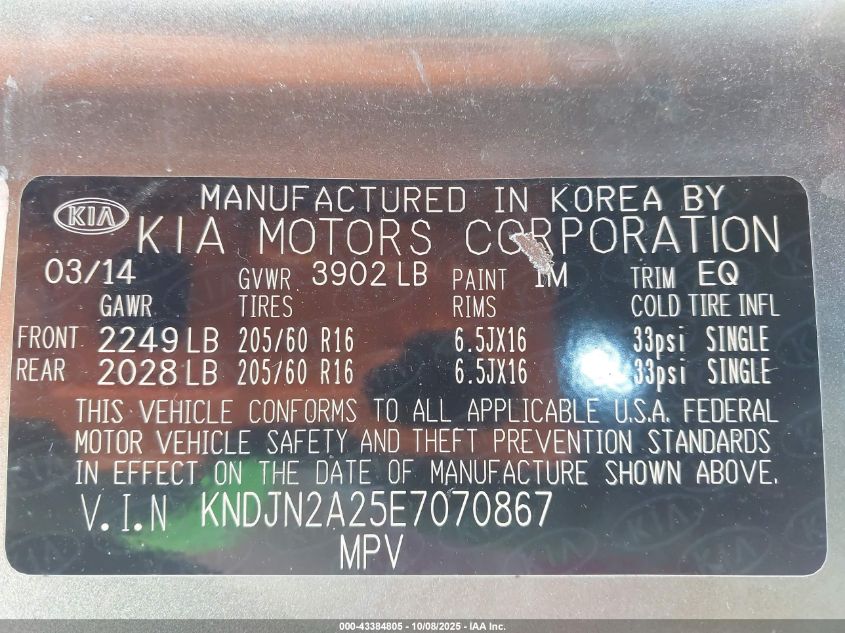 MANUFACTURED IN KOREA BY
KIA KIA MOTORS CORPORATION
03/14 GVWR 3902 LB PAINT 1M TRIM EQ
GAWR TIRES RIMS COLD TIRE INFL
FRONT 2249 LB 205/60 R16 6.5JX16 33psi SINGLE
REAR 2028 LB 205/60 R16 6.5JX16 33psi SINGLE
THIS VEHICLE CONFORMS TO ALL APPLICABLE U.S.A. FEDERAL
MOTOR VEHICLE SAFETY AND THEFT PREVENTION STANDARDS
IN EFFECT ON THE DATE OF MANUFACTURE SHOWN ABOVE.
V.I.N KNDJN2A25E7070867
MPV
000-43384805 - 10/08/2025 - IAA Inc.